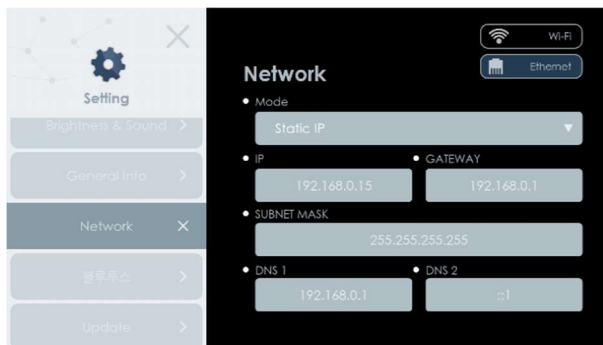 Setting
Brightness & Sound
General Info
Network
블루투스
Update
Wi-Fi
Ethernet
Network
Mode
Static IP
IP
GATEWAY
192.168.0.15
192.168.0.1
SUBNET MASK
255.255.255.255
DNS 1
DNS 2
192.168.0.1
::1